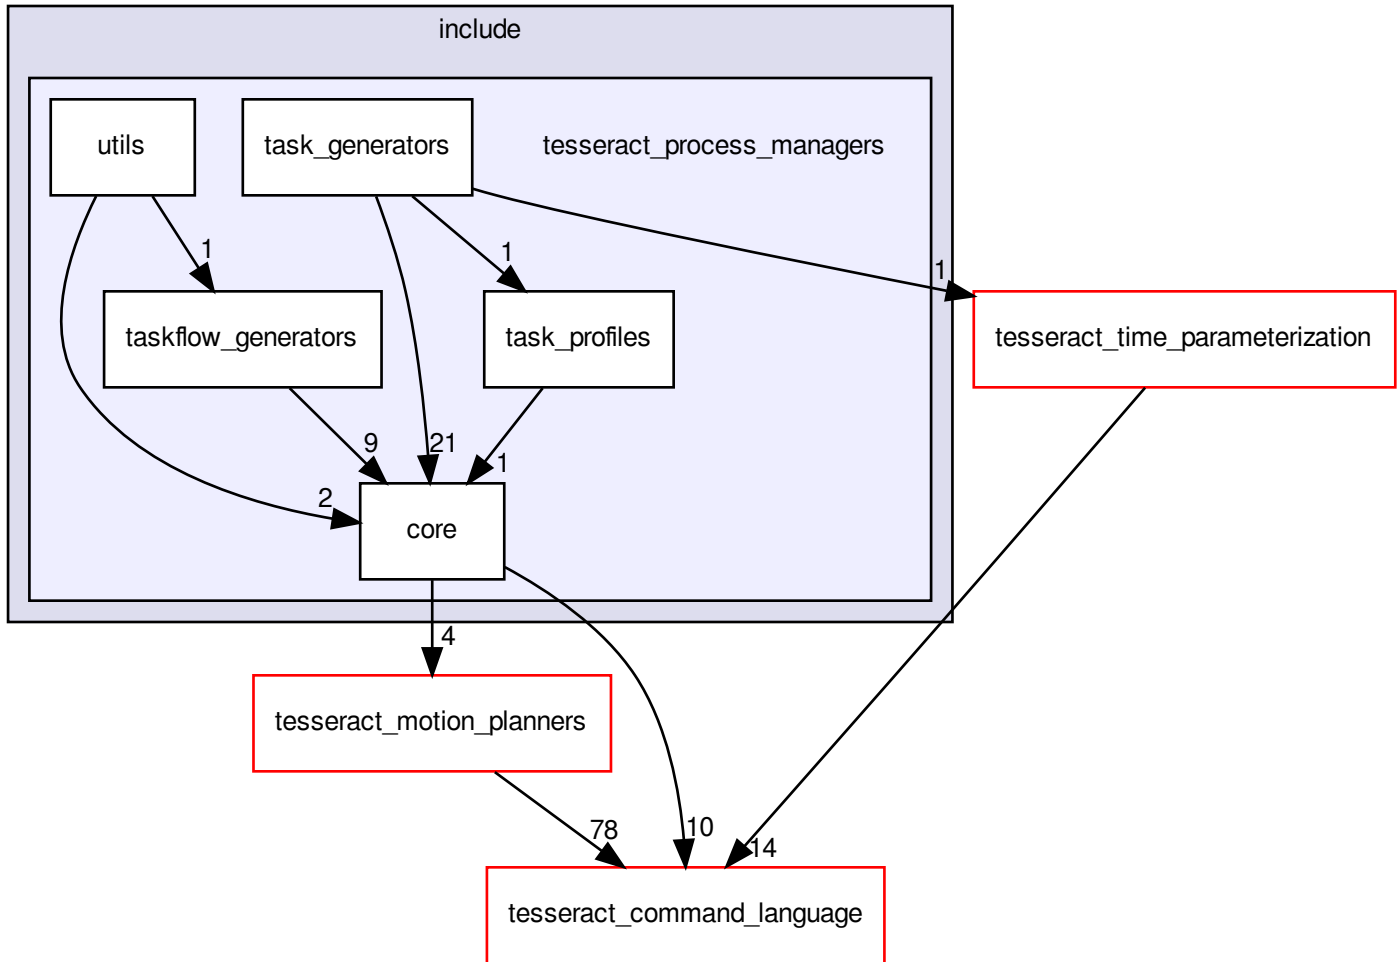 include
utils
task_generators
tesseract_process_managers
1
1
1
taskflow_generators
task_profiles
tesseract_time_parameterization
9
21
1
2
core
4
tesseract_motion_planners
78
10
14
tesseract_command_language